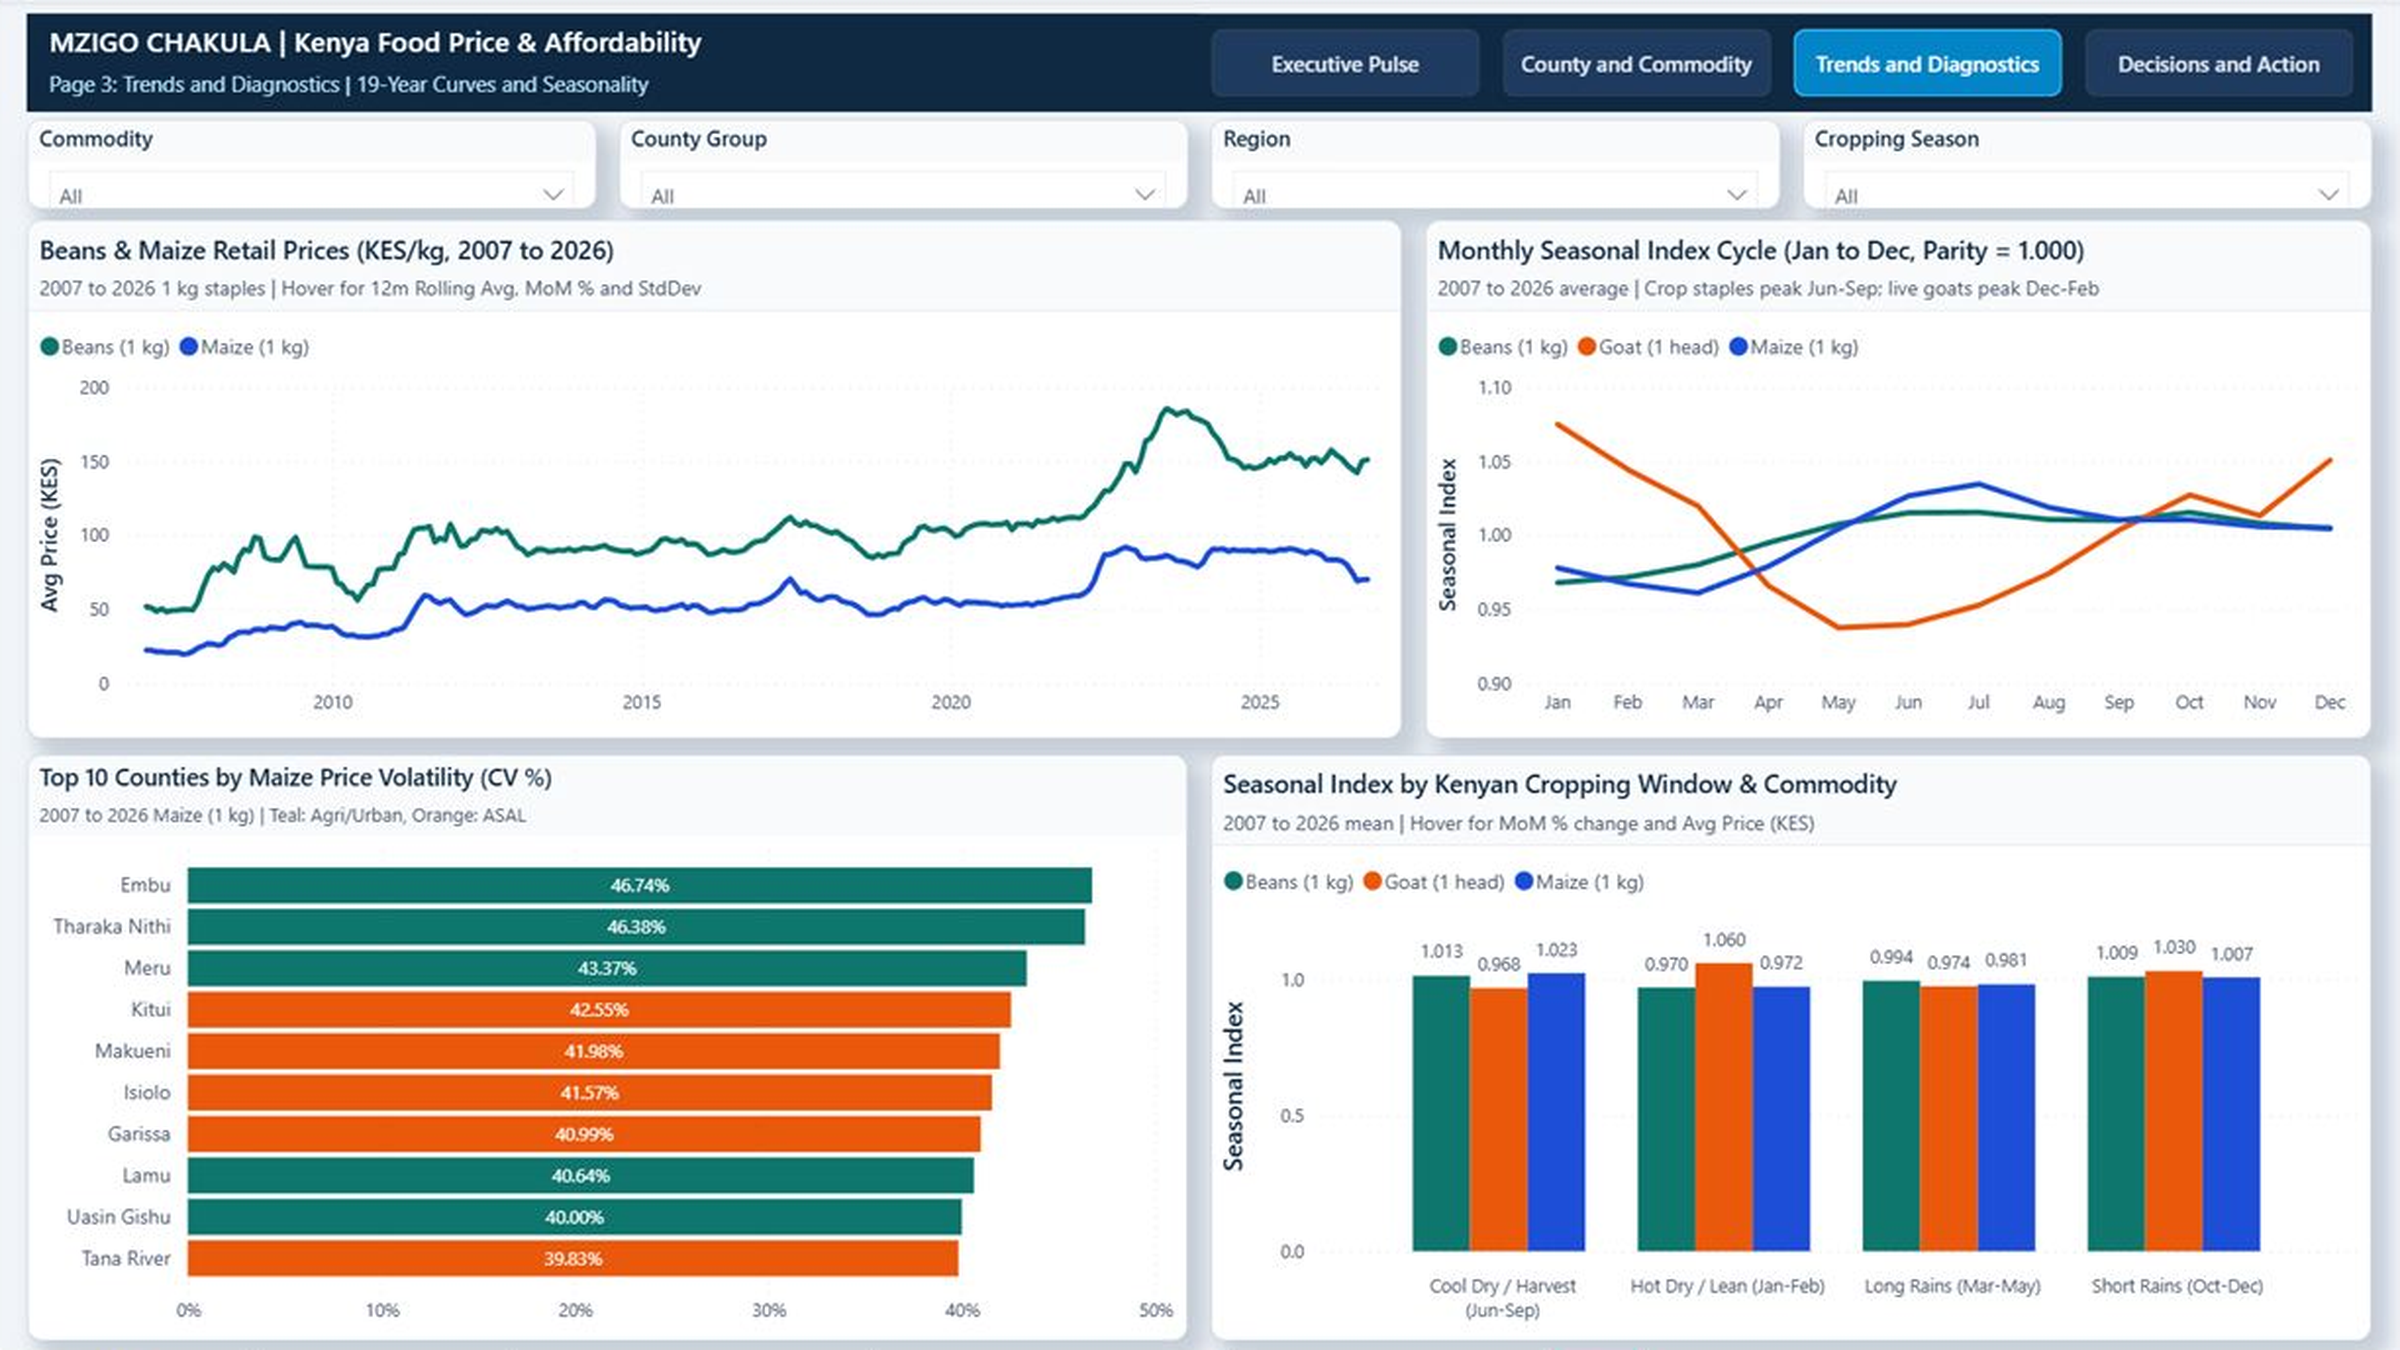 MZIGO CHAKULA | Kenya Food Price & Affordability
Page 3: Trends and Diagnostics | 19-Year Curves and Seasonality
Executive Pulse
County and Commodity
Trends and Diagnostics
Decisions and Action
Commodity
All
County Group
All
Region
All
Cropping Season
All
Beans & Maize Retail Prices (KES/kg, 2007 to 2026)
2007 to 2026 1 kg staples | Hover for 12m Rolling Avg, MoM % and StdDev
Beans (1 kg) Maize (1 kg)
Avg Price (KES)
200
150
100
50
0
2010 2015 2020 2025
Monthly Seasonal Index Cycle (Jan to Dec, Parity = 1.000)
2007 to 2026 average | Crop staples peak Jun-Sep; live goats peak Dec-Feb
Beans (1 kg) Goat (1 head) Maize (1 kg)
Seasonal Index
1.10
1.05
1.00
0.95
0.90
Jan Feb Mar Apr May Jun Jul Aug Sep Oct Nov Dec
Top 10 Counties by Maize Price Volatility (CV %)
2007 to 2026 Maize (1 kg) | Teal: Agri/Urban, Orange: ASAL
Embu 46.74%
Tharaka Nithi 46.38%
Meru 43.37%
Kitui 42.55%
Makueni 41.98%
Isiolo 41.57%
Garissa 40.99%
Lamu 40.64%
Uasin Gishu 40.00%
Tana River 39.83%
0% 10% 20% 30% 40% 50%
Seasonal Index by Kenyan Cropping Window & Commodity
2007 to 2026 mean | Hover for MoM % change and Avg Price (KES)
Beans (1 kg) Goat (1 head) Maize (1 kg)
Seasonal Index
1.0
0.5
0.0
1.013 0.968 1.023
0.970 1.060 0.972
0.994 0.974 0.981
1.009 1.030 1.007
Cool Dry / Harvest
(Jun-Sep)
Hot Dry / Lean (Jan-Feb)
Long Rains (Mar-May)
Short Rains (Oct-Dec)